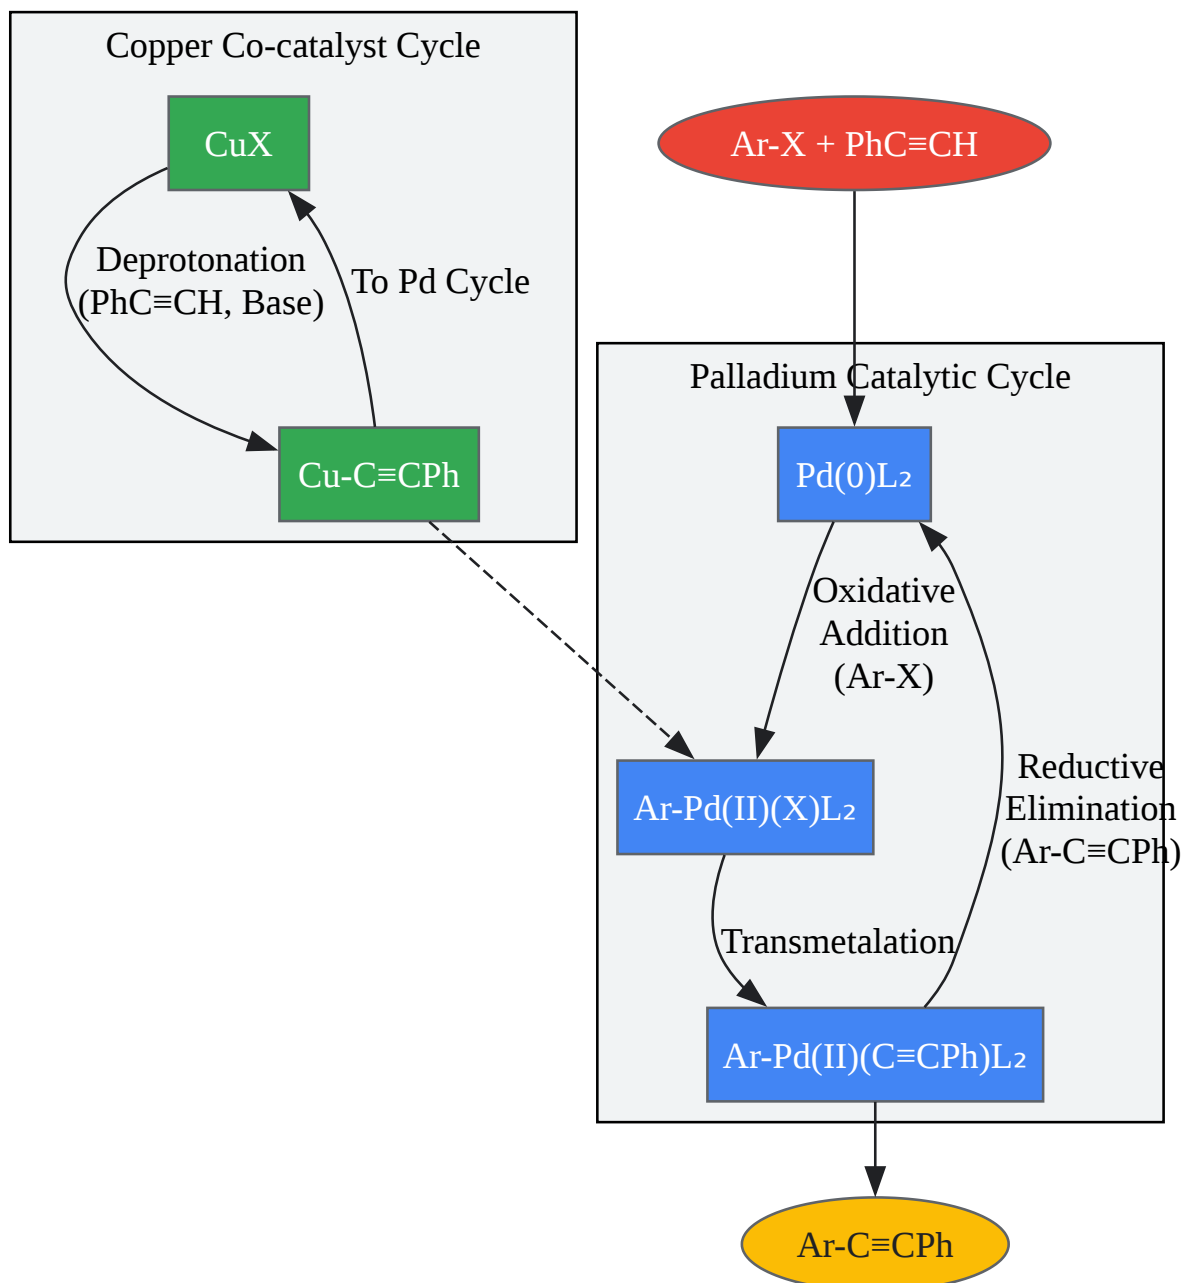 Copper Co-catalyst Cycle
CuX
Ar-X + PhC≡CH
Deprotonation
(PhC≡CH, Base)
To Pd Cycle
Palladium Catalytic Cycle
Cu-C≡CPh
Pd(0)L₂
Oxidative
Addition
(Ar-X)
Reductive
Elimination
(Ar-C≡CPh)
Ar-Pd(II)(X)L₂
Transmetalation
Ar-Pd(II)(C≡CPh)L₂
Ar-C≡CPh